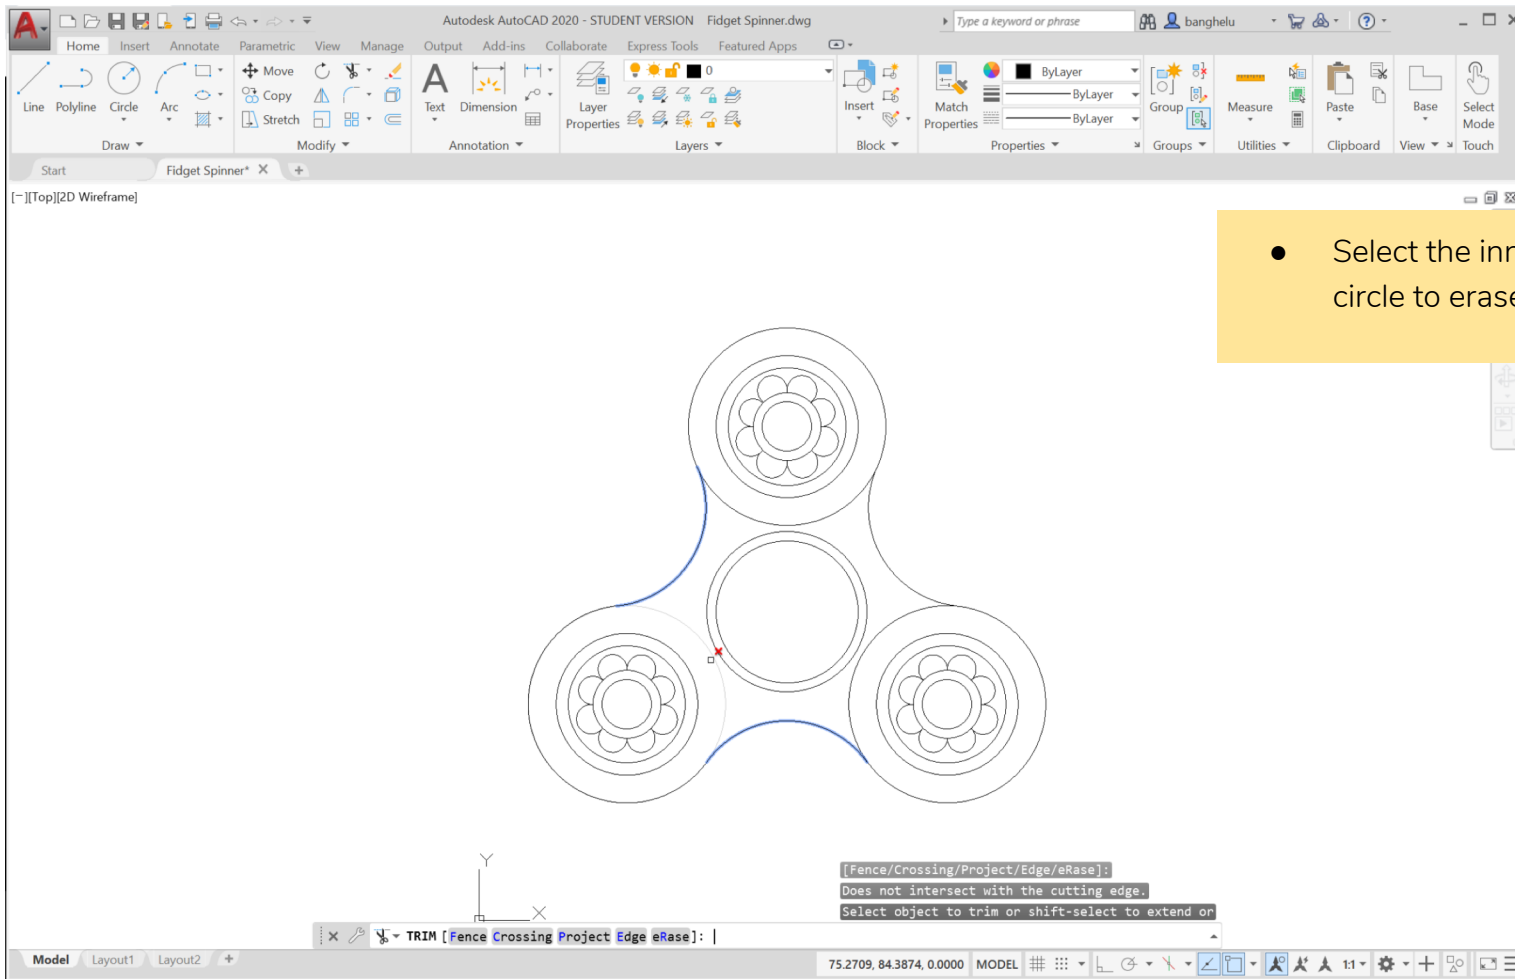 Autodesk AutoCAD 2020 - STUDENT VERSION Fidget Spinner.dwg
Type a keyword or phrase
banghelu
Home Insert Annotate Parametric View Manage Output Add-ins Collaborate Express Tools Featured Apps
Move
Copy
Stretch
Line Polyline Circle Arc
Text Dimension
Layer
Properties
0
Insert
Match
Properties
ByLayer
ByLayer
ByLayer
Group
Measure
Paste
Base
Select
Mode
Draw Modify Annotation Layers Block Properties Groups Utilities Clipboard View Touch
Start Fidget Spinner*
[−][Top][2D Wireframe]
● Select the inn
circle to erase
Y
X
[Fence/Crossing/Project/Edge/eRase]:
Does not intersect with the cutting edge.
Select object to trim or shift-select to extend or
TRIM [Fence Crossing Project Edge eRase]:
Model Layout1 Layout2 +
75.2709, 84.3874, 0.0000 MODEL 1:1